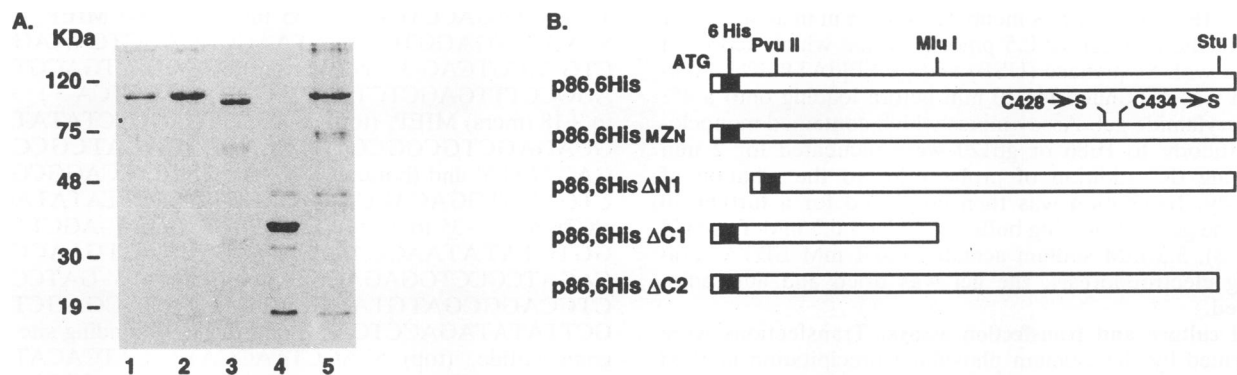 A.
KDa
120
75
48
30
19
1 2 3 4 5
B.
6 His
Pvu II
Mlu I
Stu I
ATG
p86,6His
C428 → S C434 → S
p86,6His MZN
p86,6His ΔN1
p86,6His ΔC1
p86,6His ΔC2